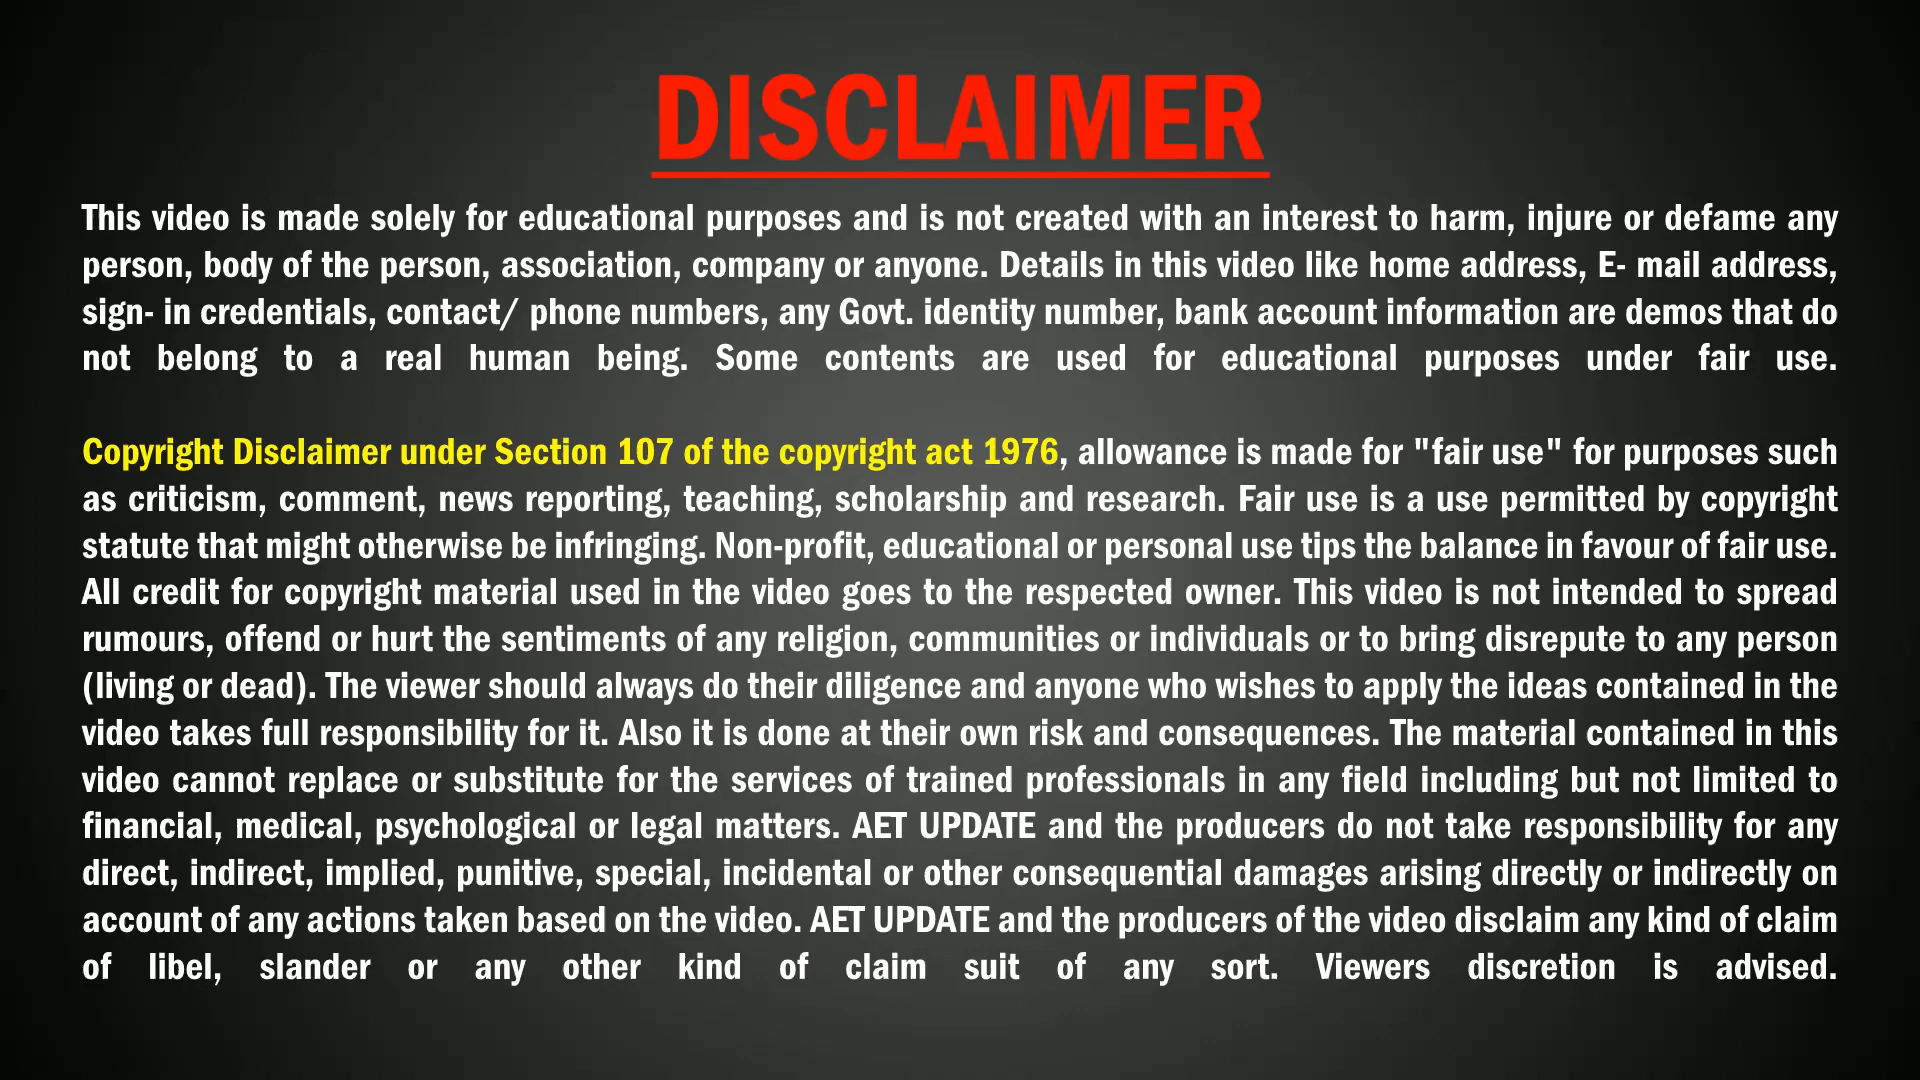 DISCLAIMER
This video is made solely for educational purposes and is not created with an interest to harm, injure or defame any
person, body of the person, association, company or anyone. Details in this video like home address, E- mail address,
sign- in credentials, contact/ phone numbers, any Govt. identity number, bank account information are demos that do
not belong to a real human being. Some contents are used for educational purposes under fair use.
Copyright Disclaimer under Section 107 of the copyright act 1976, allowance is made for "fair use" for purposes such
as criticism, comment, news reporting, teaching, scholarship and research. Fair use is a use permitted by copyright
statute that might otherwise be infringing. Non-profit, educational or personal use tips the balance in favour of fair use.
All credit for copyright material used in the video goes to the respected owner. This video is not intended to spread
rumours, offend or hurt the sentiments of any religion, communities or individuals or to bring disrepute to any person
(living or dead). The viewer should always do their diligence and anyone who wishes to apply the ideas contained in the
video takes full responsibility for it. Also it is done at their own risk and consequences. The material contained in this
video cannot replace or substitute for the services of trained professionals in any field including but not limited to
financial, medical, psychological or legal matters. AET UPDATE and the producers do not take responsibility for any
direct, indirect, implied, punitive, special, incidental or other consequential damages arising directly or indirectly on
account of any actions taken based on the video. AET UPDATE and the producers of the video disclaim any kind of claim
of libel, slander or any other kind of claim suit of any sort. Viewers discretion is advised.